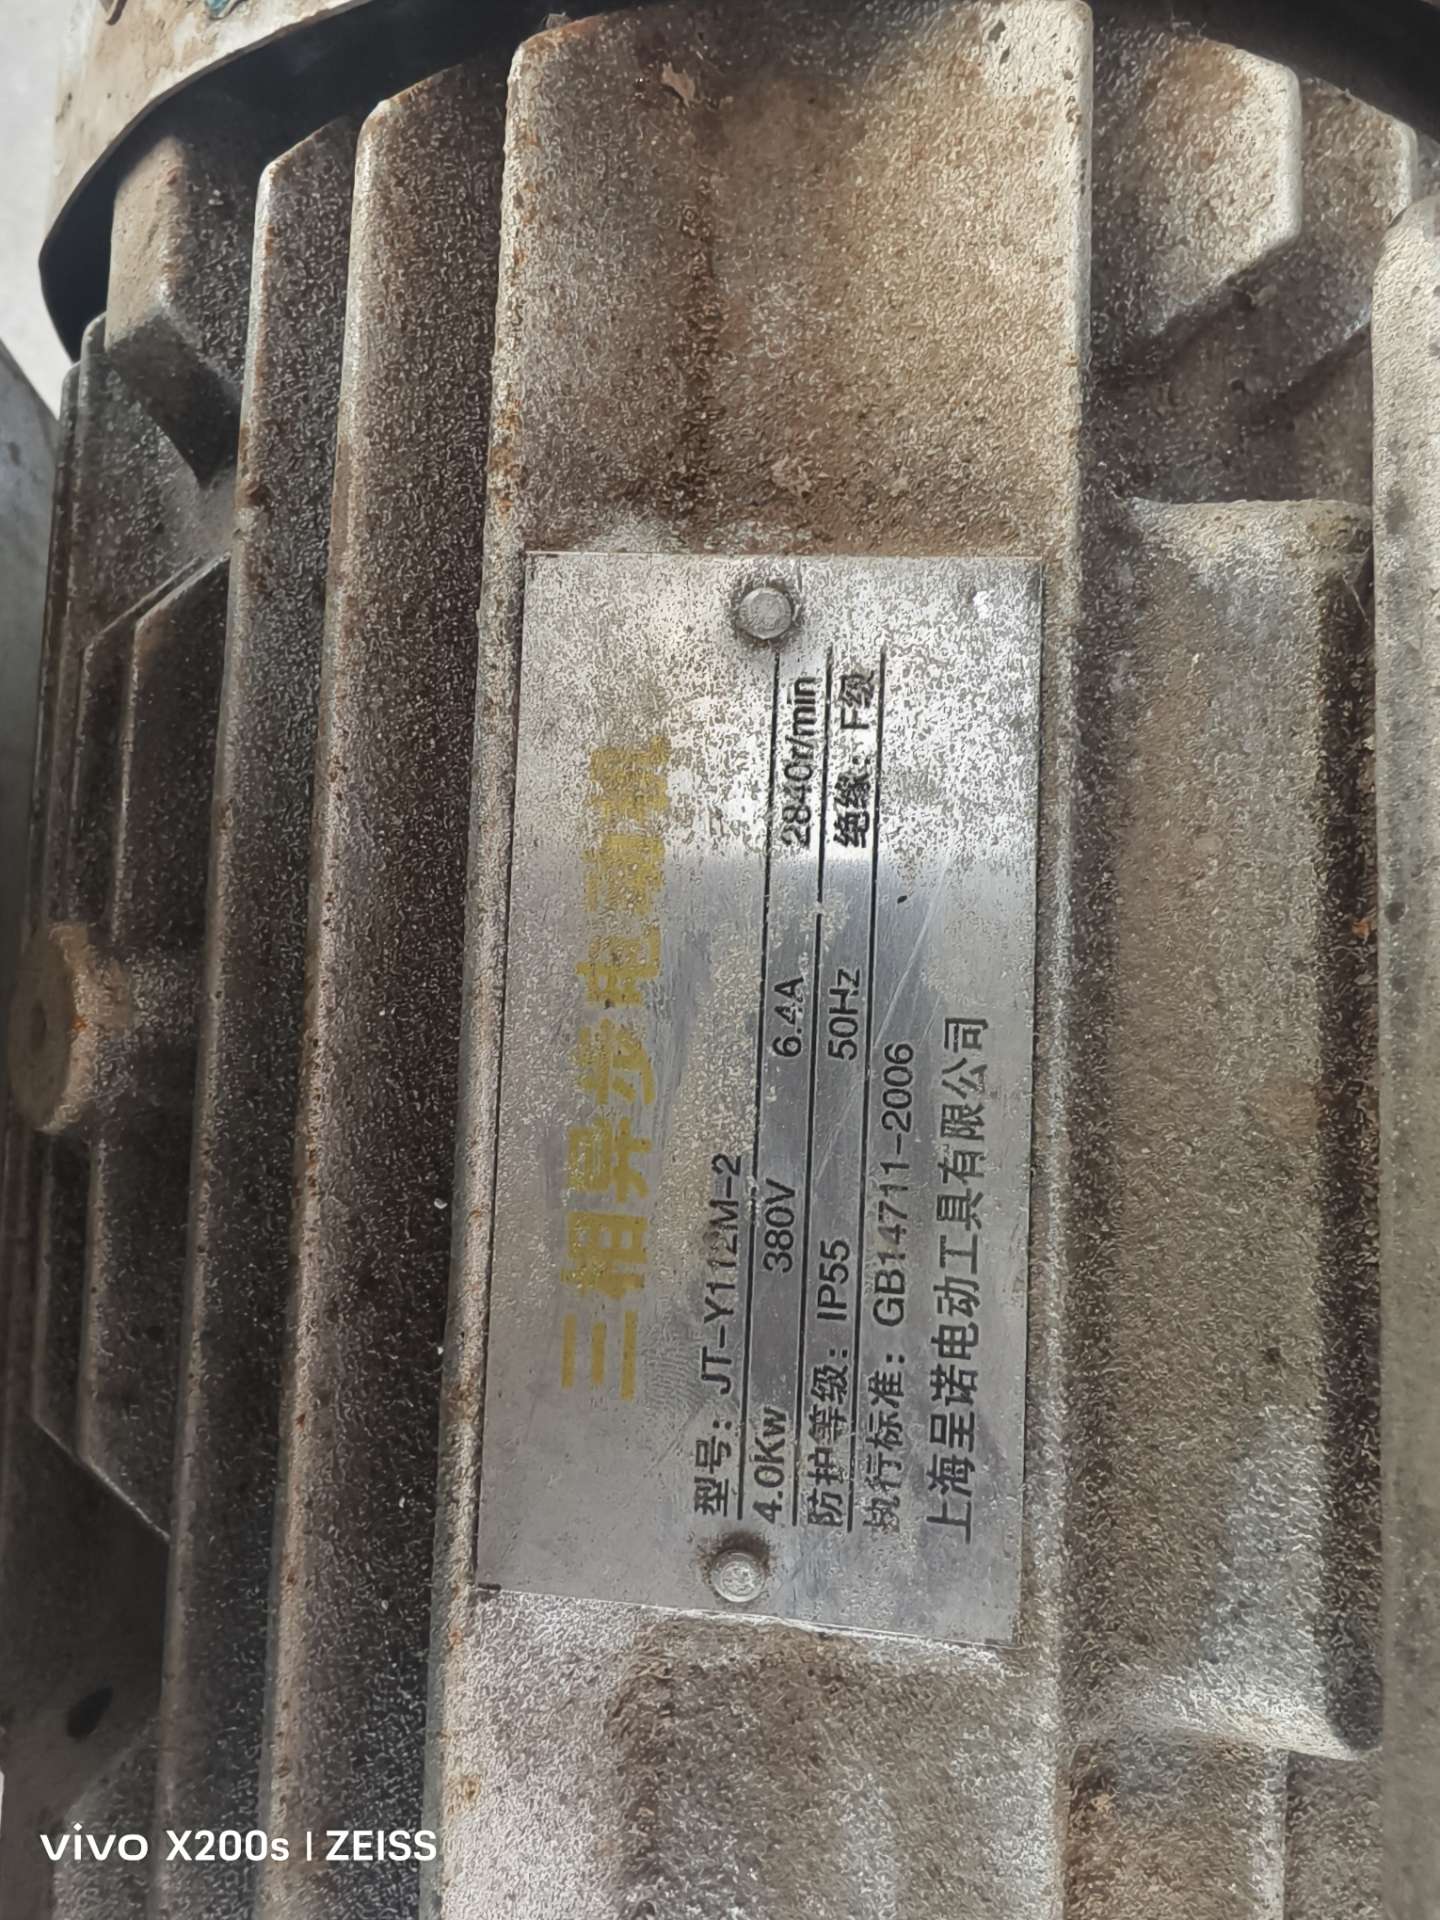 三相异步电动机
型号：JT-Y112M-2
4.0Kw 380V 6.4A 2840r/min
防护等级：IP55 50Hz 绝缘：F级
执行标准：GB14711-2006
上海呈诺电动工具有限公司
vivo X200s | ZEISS